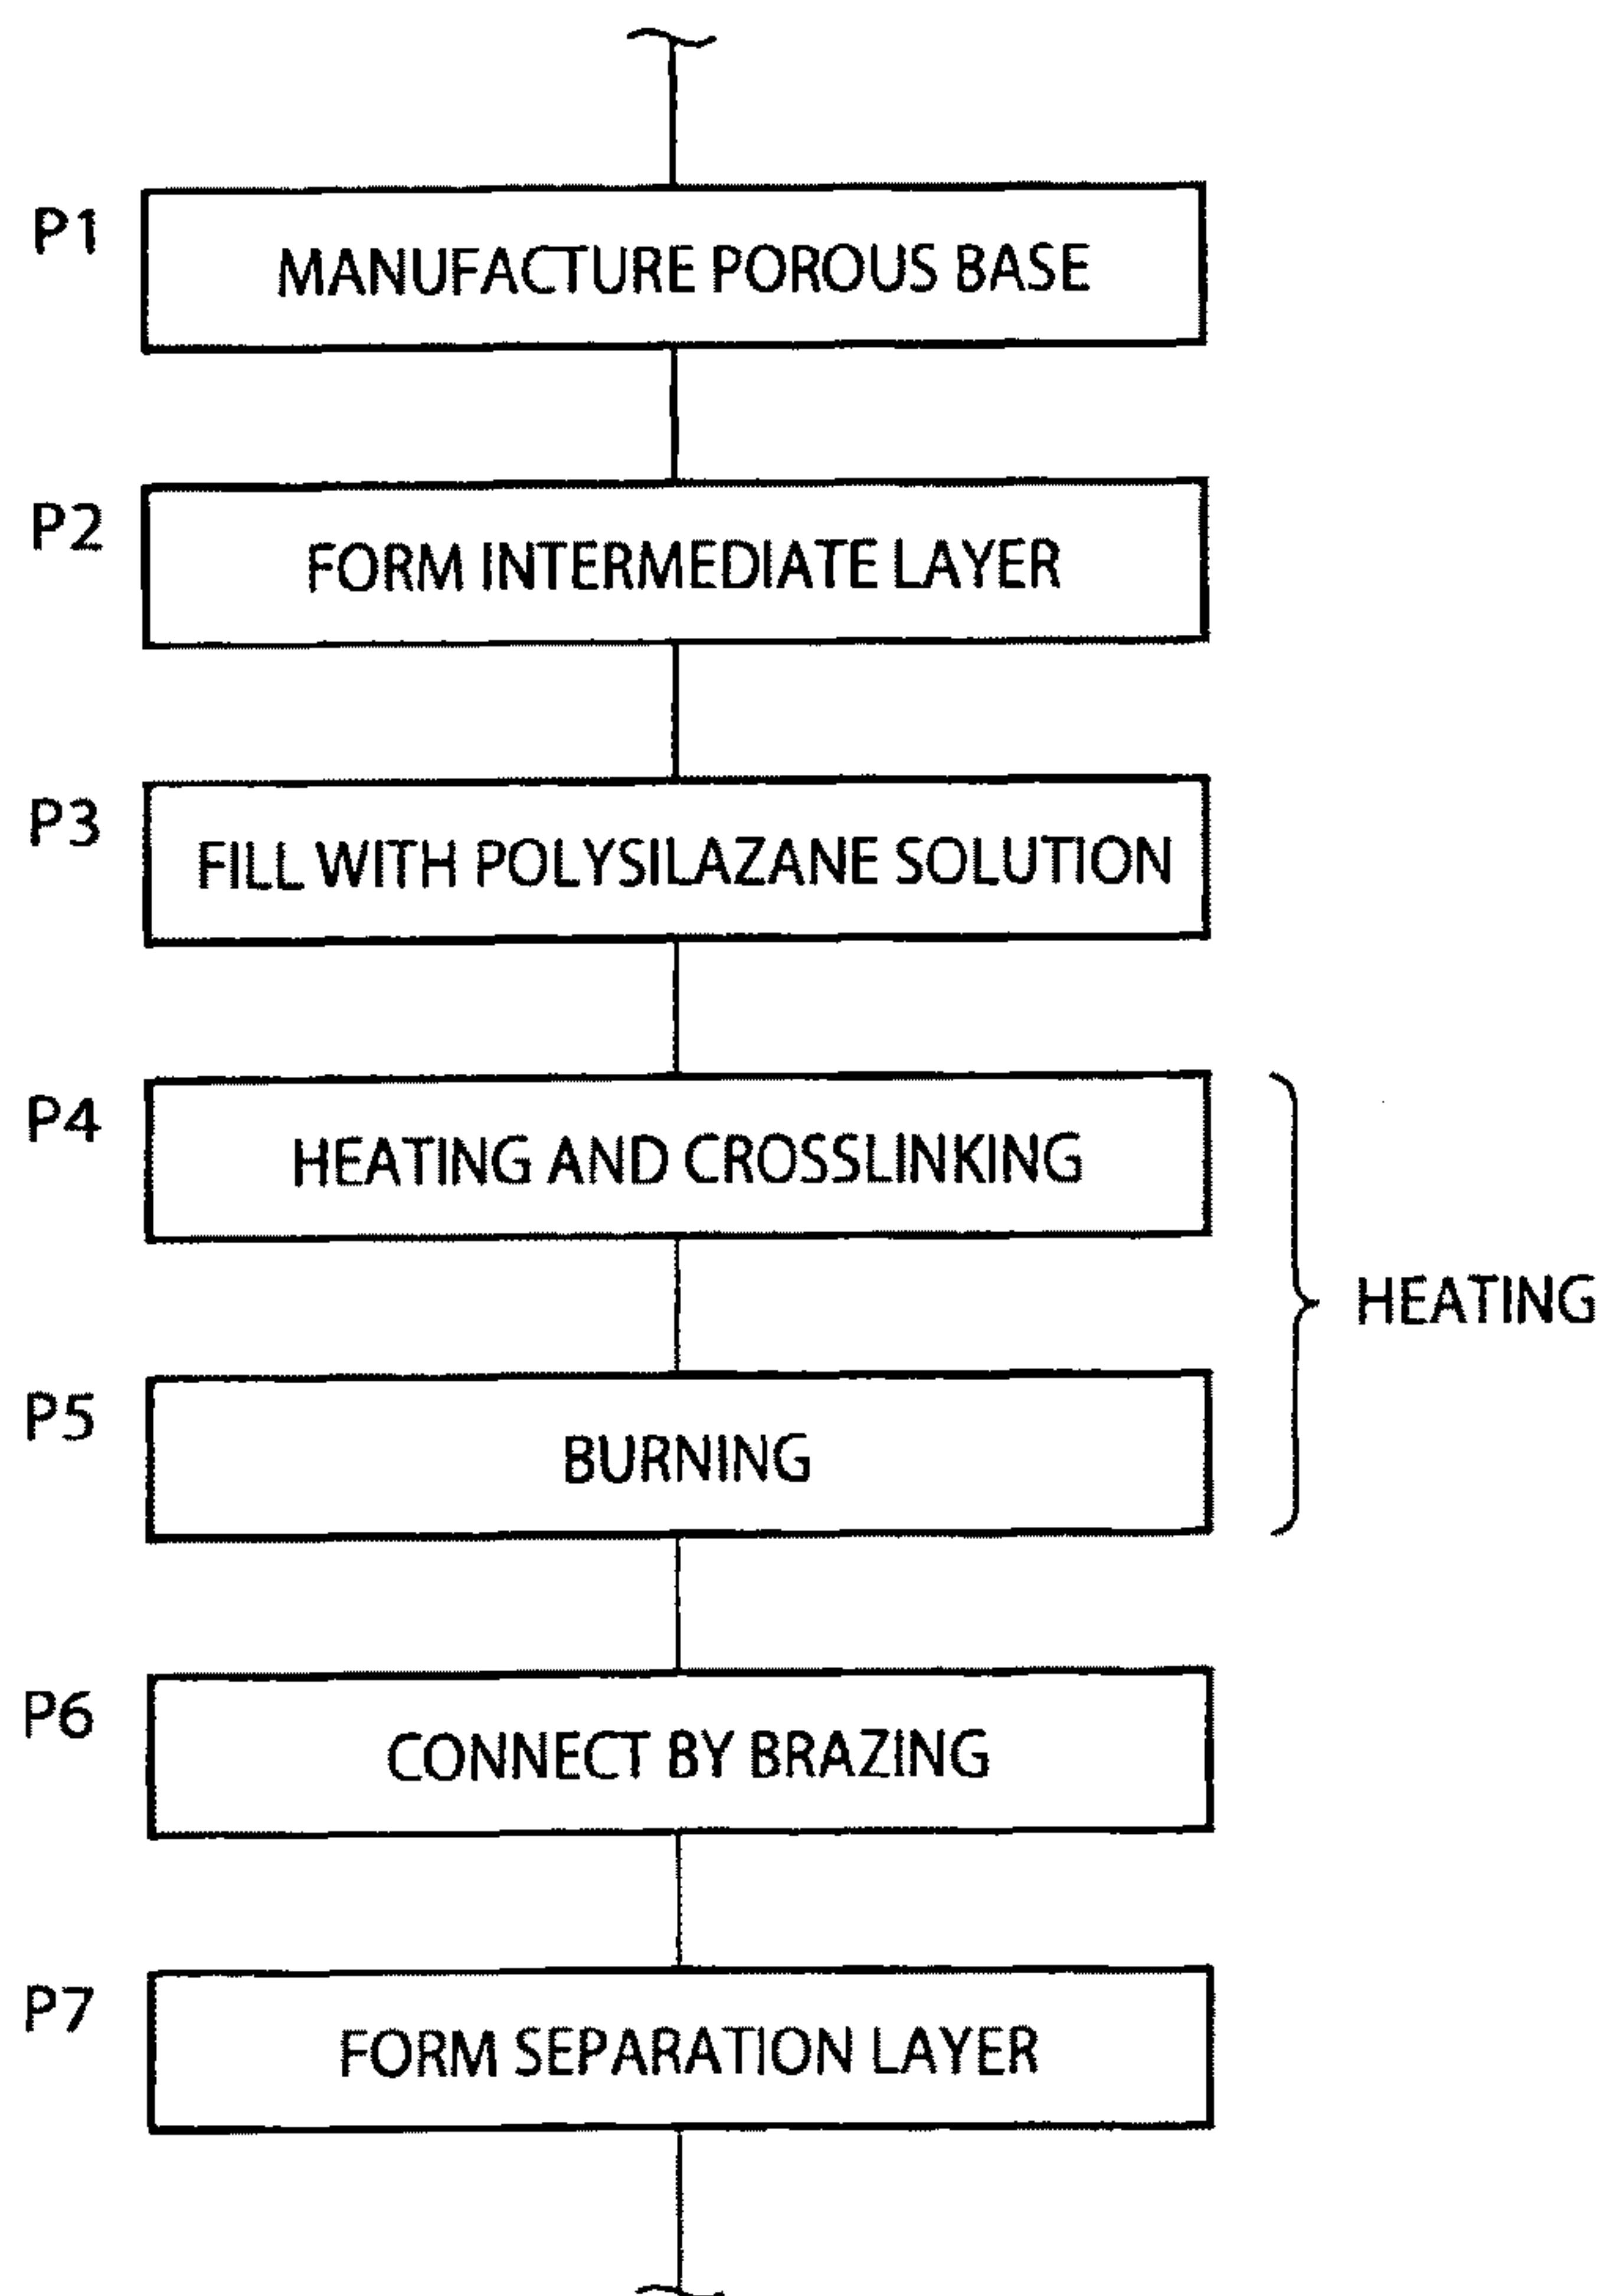 P1
MANUFACTURE POROUS BASE
P2
FORM INTERMEDIATE LAYER
P3
FILL WITH POLYSILAZANE SOLUTION
P4
HEATING AND CROSSLINKING
HEATING
P5
BURNING
P6
CONNECT BY BRAZING
P7
FORM SEPARATION LAYER